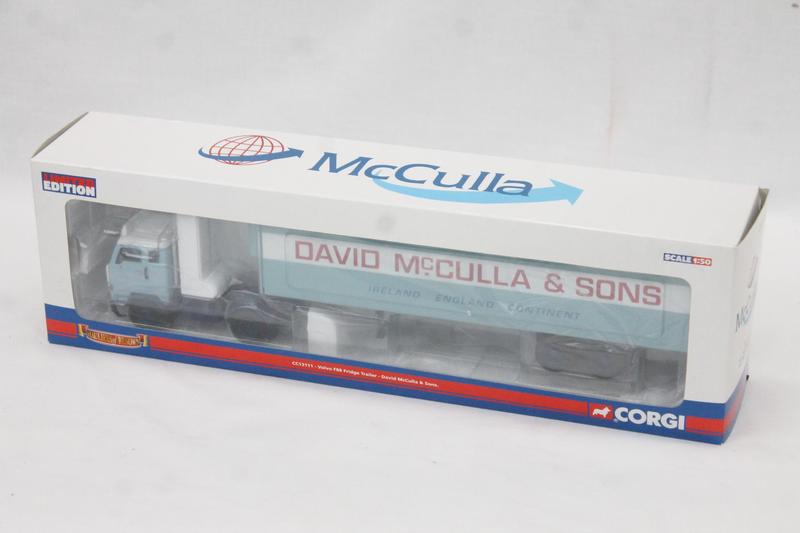 McCulla
LIMITED
EDITION
SCALE 1:50
DAVID McCULLA & SONS
IRELAND ENGLAND CONTINENT
CC12111 - Volvo F88 Fridge Trailer - David McCulla & Sons.
CORGI